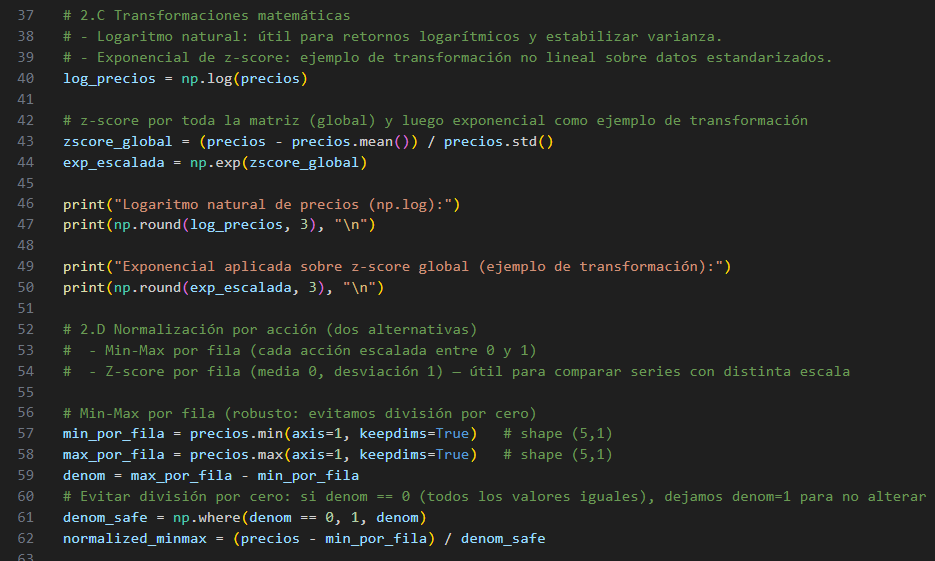 37 # 2.C Transformaciones matemáticas
38 # - Logaritmo natural: útil para retornos logarítmicos y estabilizar varianza.
39 # - Exponencial de z-score: ejemplo de transformación no lineal sobre datos estandarizados.
40 log_precios = np.log(precios)
41
42 # z-score por toda la matriz (global) y luego exponencial como ejemplo de transformación
43 zscore_global = (precios - precios.mean()) / precios.std()
44 exp_escalada = np.exp(zscore_global)
45
46 print("Logaritmo natural de precios (np.log):")
47 print(np.round(log_precios, 3), "\n")
48
49 print("Exponencial aplicada sobre z-score global (ejemplo de transformación):")
50 print(np.round(exp_escalada, 3), "\n")
51
52 # 2.D Normalización por acción (dos alternativas)
53 #  - Min-Max por fila (cada acción escalada entre 0 y 1)
54 #  - Z-score por fila (media 0, desviación 1) — útil para comparar series con distinta escala
55
56 # Min-Max por fila (robusto: evitamos división por cero)
57 min_por_fila = precios.min(axis=1, keepdims=True)   # shape (5,1)
58 max_por_fila = precios.max(axis=1, keepdims=True)   # shape (5,1)
59 denom = max_por_fila - min_por_fila
60 # Evitar división por cero: si denom == 0 (todos los valores iguales), dejamos denom=1 para no alterar
61 denom_safe = np.where(denom == 0, 1, denom)
62 normalized_minmax = (precios - min_por_fila) / denom_safe
63